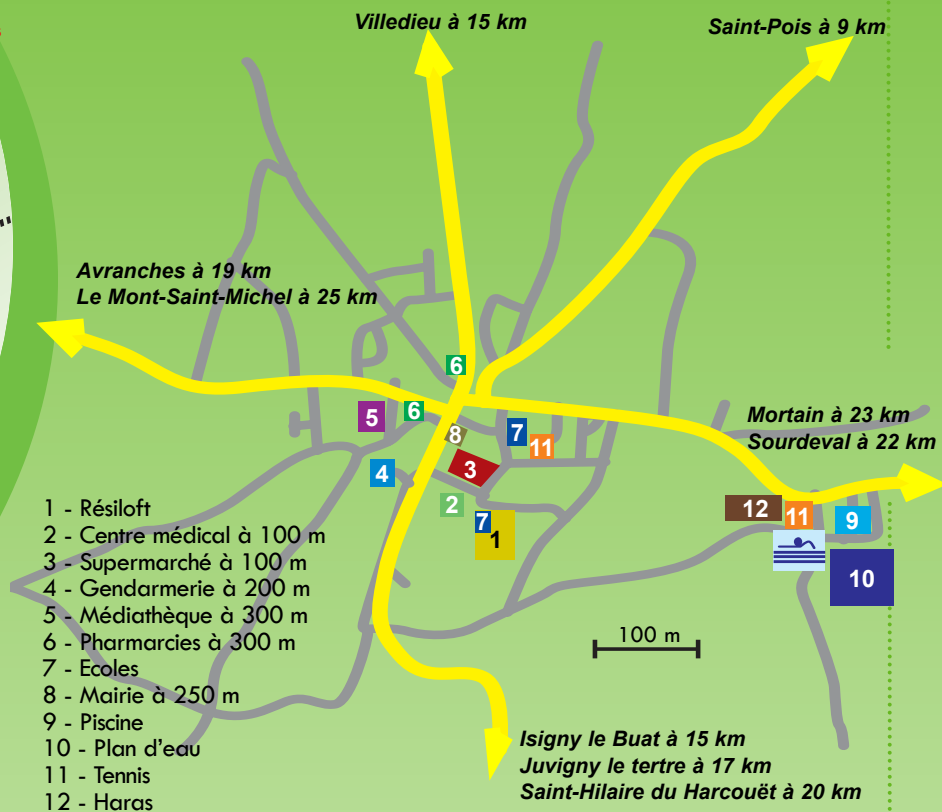 Villedieu à 15 km
Saint-Pois à 9 km
Avranches à 19 km
Le Mont-Saint-Michel à 25 km
6
5
6
8
7
11
Mortain à 23 km
Sourdeval à 22 km
4
3
2
7
1
12
11
9
10
1 - Résiloft
2 - Centre médical à 100 m
3 - Supermarché à 100 m
4 - Gendarmerie à 200 m
5 - Médiathèque à 300 m
6 - Pharmarcies à 300 m
7 - Ecoles
8 - Mairie à 250 m
9 - Piscine
10 - Plan d'eau
11 - Tennis
12 - Haras
100 m
Isigny le Buat à 15 km
Juvigny le tertre à 17 km
Saint-Hilaire du Harcouët à 20 km